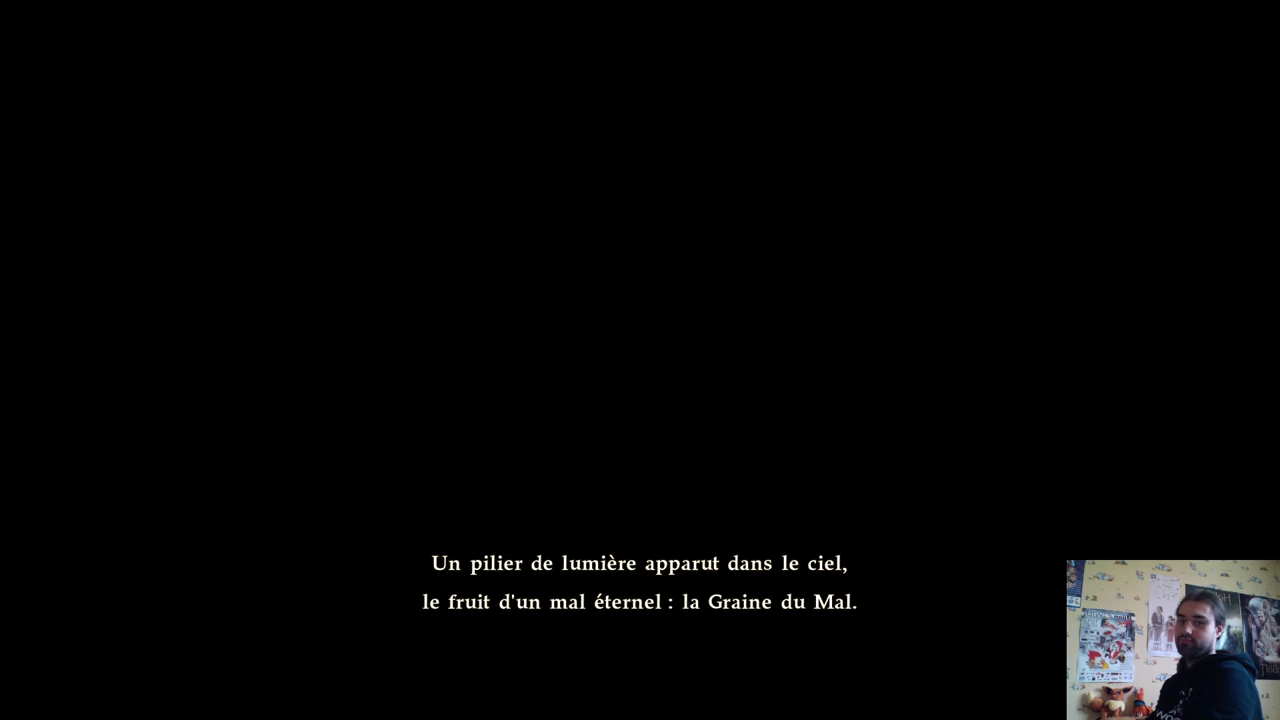 Un pilier de lumière apparut dans le ciel,
le fruit d'un mal éternel : la Graine du Mal.